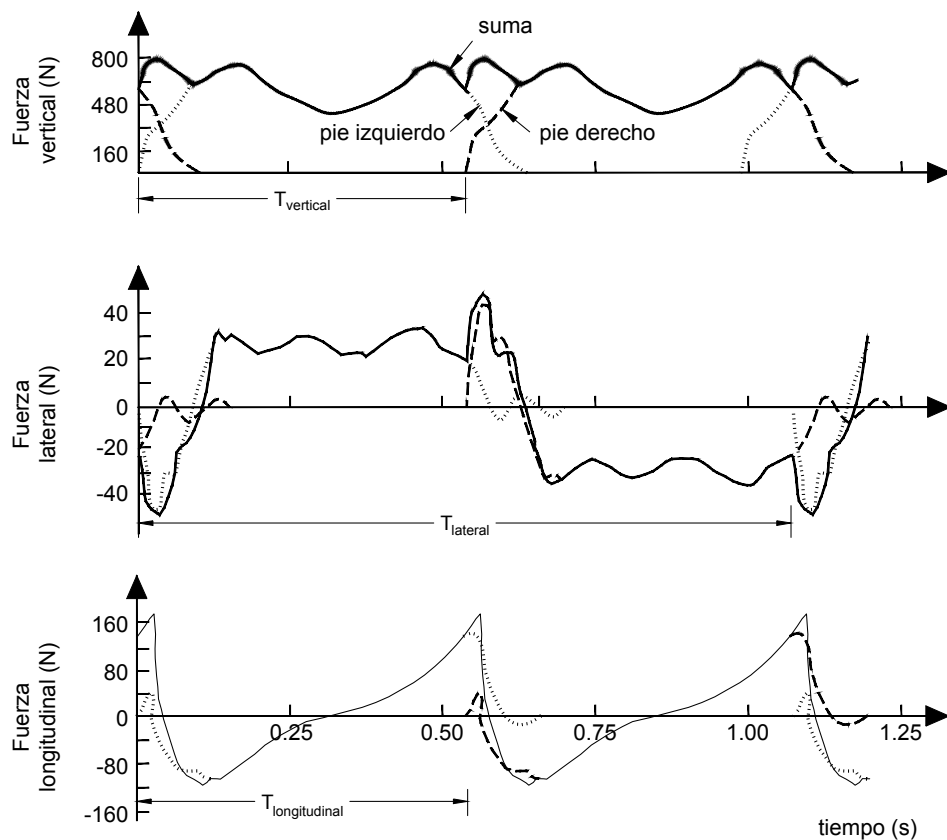 suma
800
480
160
Fuerza
vertical (N)
pie izquierdo
pie derecho
Tvertical
40
20
0
-20
-40
Fuerza
lateral (N)
Tlateral
160
80
0
-80
-160
Fuerza
longitudinal (N)
0.25
0.50
0.75
1.00
1.25
Tlongitudinal
tiempo (s)